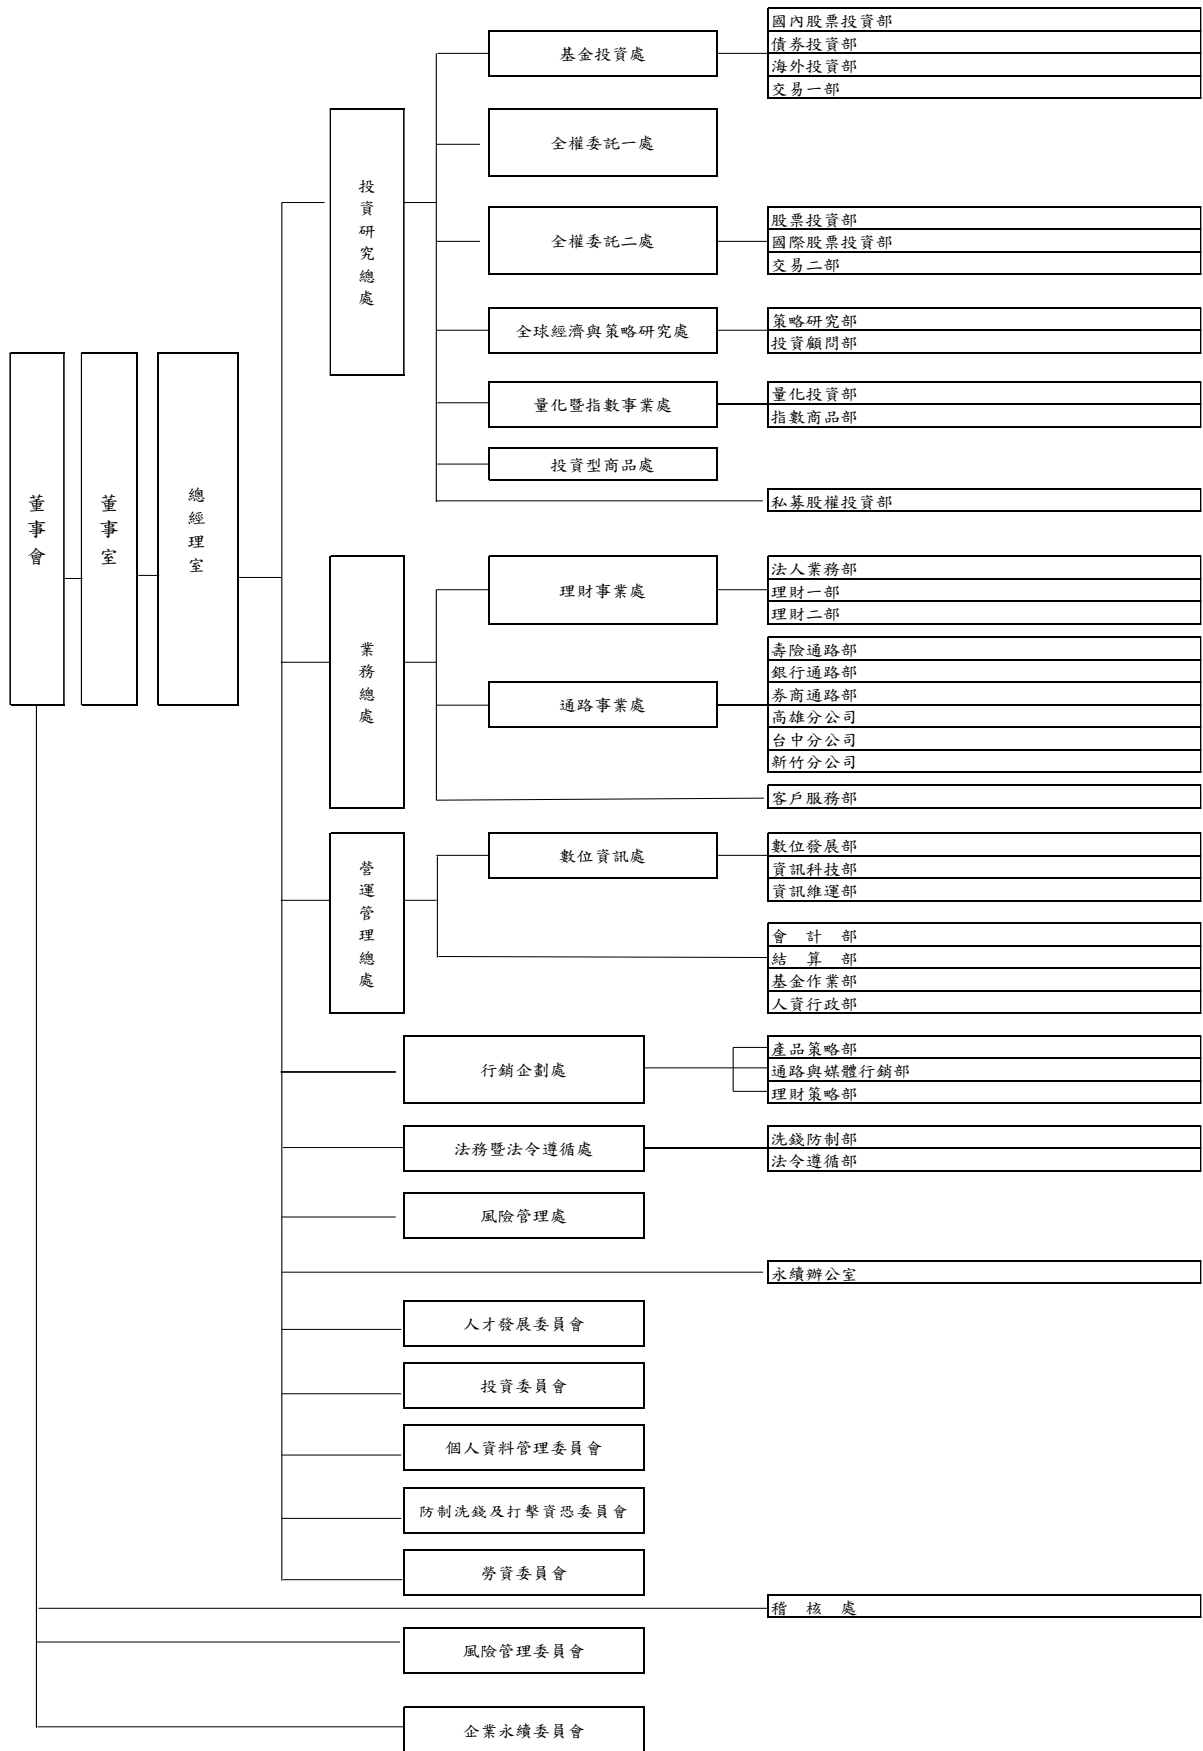 國內股票投資部
基金投資處
債券投資部
海外投資部
交易一部
全權委託一處
投資研究總處
股票投資部
全權委託二處
國際股票投資部
交易二部
策略研究部
全球經濟與策略研究處
投資顧問部
量化投資部
量化暨指數事業處
指數商品部
投資型商品處
私募股權投資部
董事會
董事室
總經理室
法人業務部
理財事業處
理財一部
理財二部
業務總處
壽險通路部
銀行通路部
券商通路部
通路事業處
高雄分公司
台中分公司
新竹分公司
客戶服務部
營運管理總處
數位資訊處
數位發展部
資訊科技部
資訊維運部
會 計 部
結 算 部
基金作業部
人資行政部
行銷企劃處
產品策略部
通路與媒體行銷部
理財策略部
法務暨法令遵循處
洗錢防制部
法令遵循部
風險管理處
永續辦公室
人才發展委員會
投資委員會
個人資料管理委員會
防制洗錢及打擊資恐委員會
勞資委員會
稽 核 處
風險管理委員會
企業永續委員會